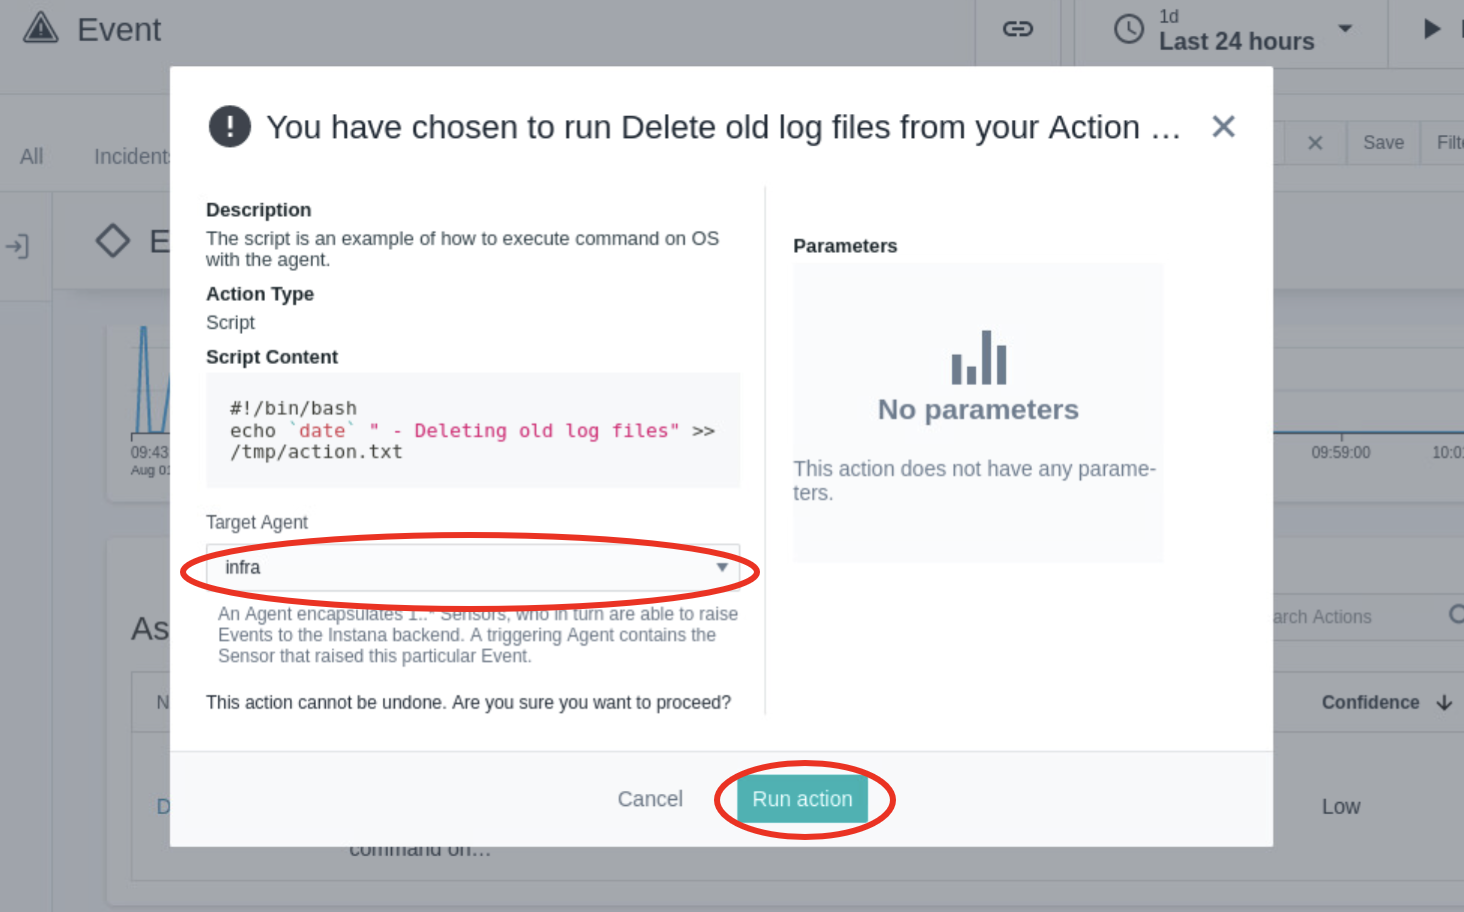 Event
1d
Last 24 hours
You have chosen to run Delete old log files from your Action ...
All
Incident
Save
Description
The script is an example of how to execute command on OS
with the agent.
Action Type
Script
Script Content
#!/bin/bash
echo `date` " - Deleting old log files" >>
/tmp/action.txt
Parameters
No parameters
This action does not have any parame-
ters.
09:43
Aug 01
09:59:00
Target Agent
infra
An Agent encapsulates 1..* Sensors, who in turn are able to raise
Events to the Instana backend. A triggering Agent contains the
Sensor that raised this particular Event.
This action cannot be undone. Are you sure you want to proceed?
As
arch Actions
N
Confidence
D
Low
Cancel
Run action
command on...